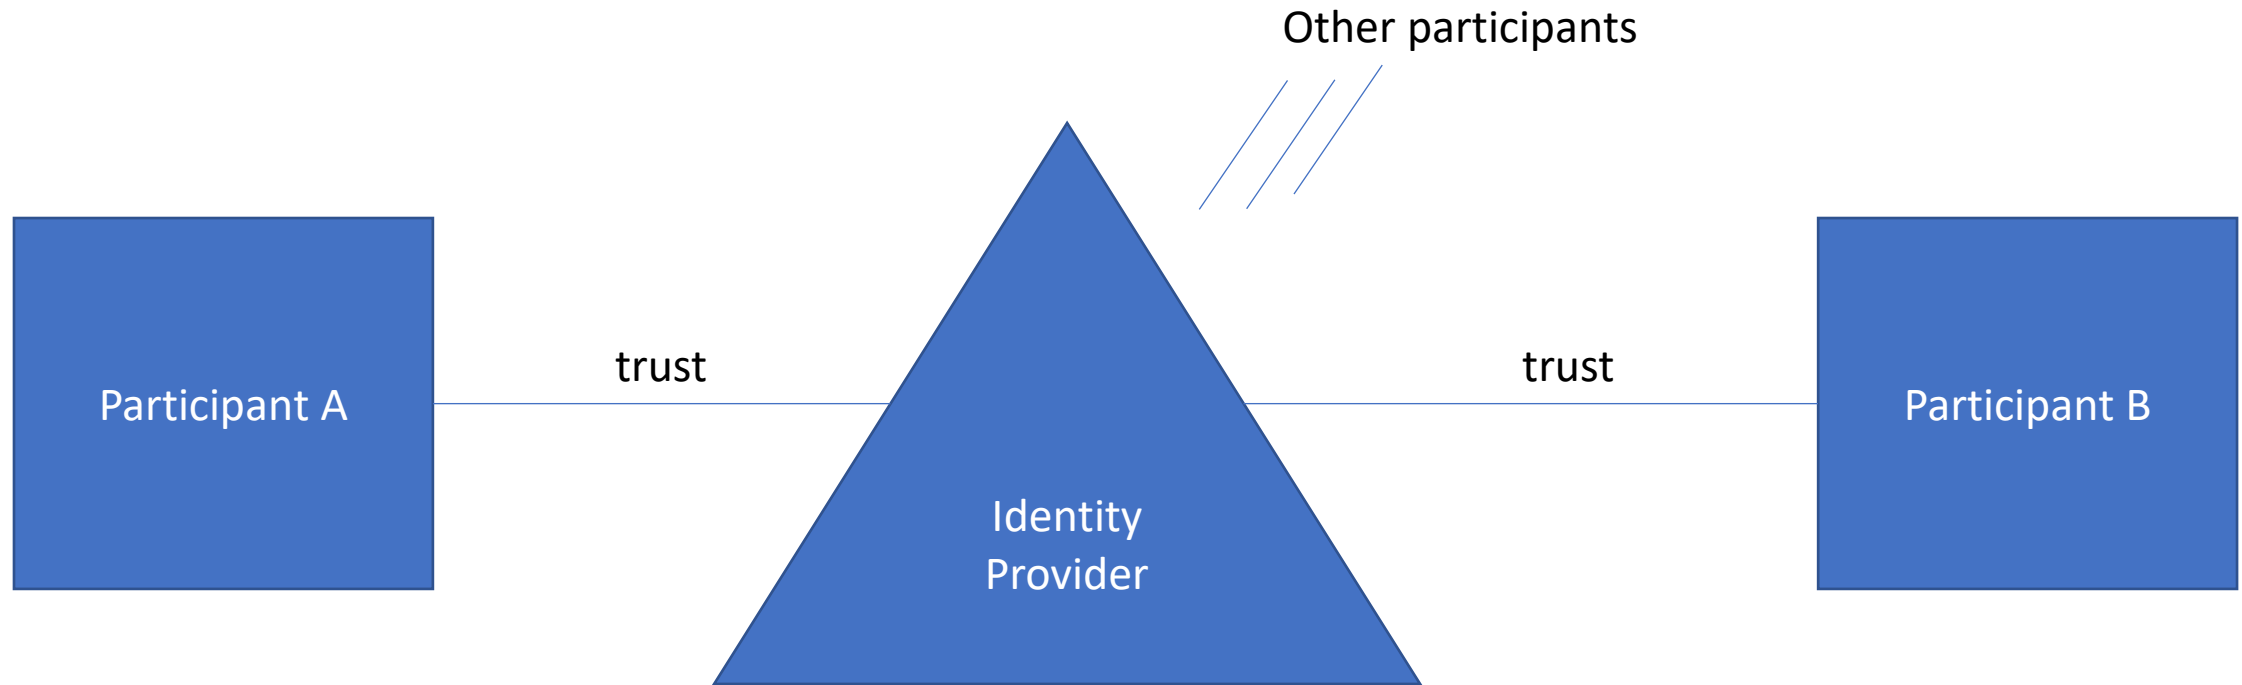 Other participants
trust
trust
Participant A
Participant B
Identity
Provider